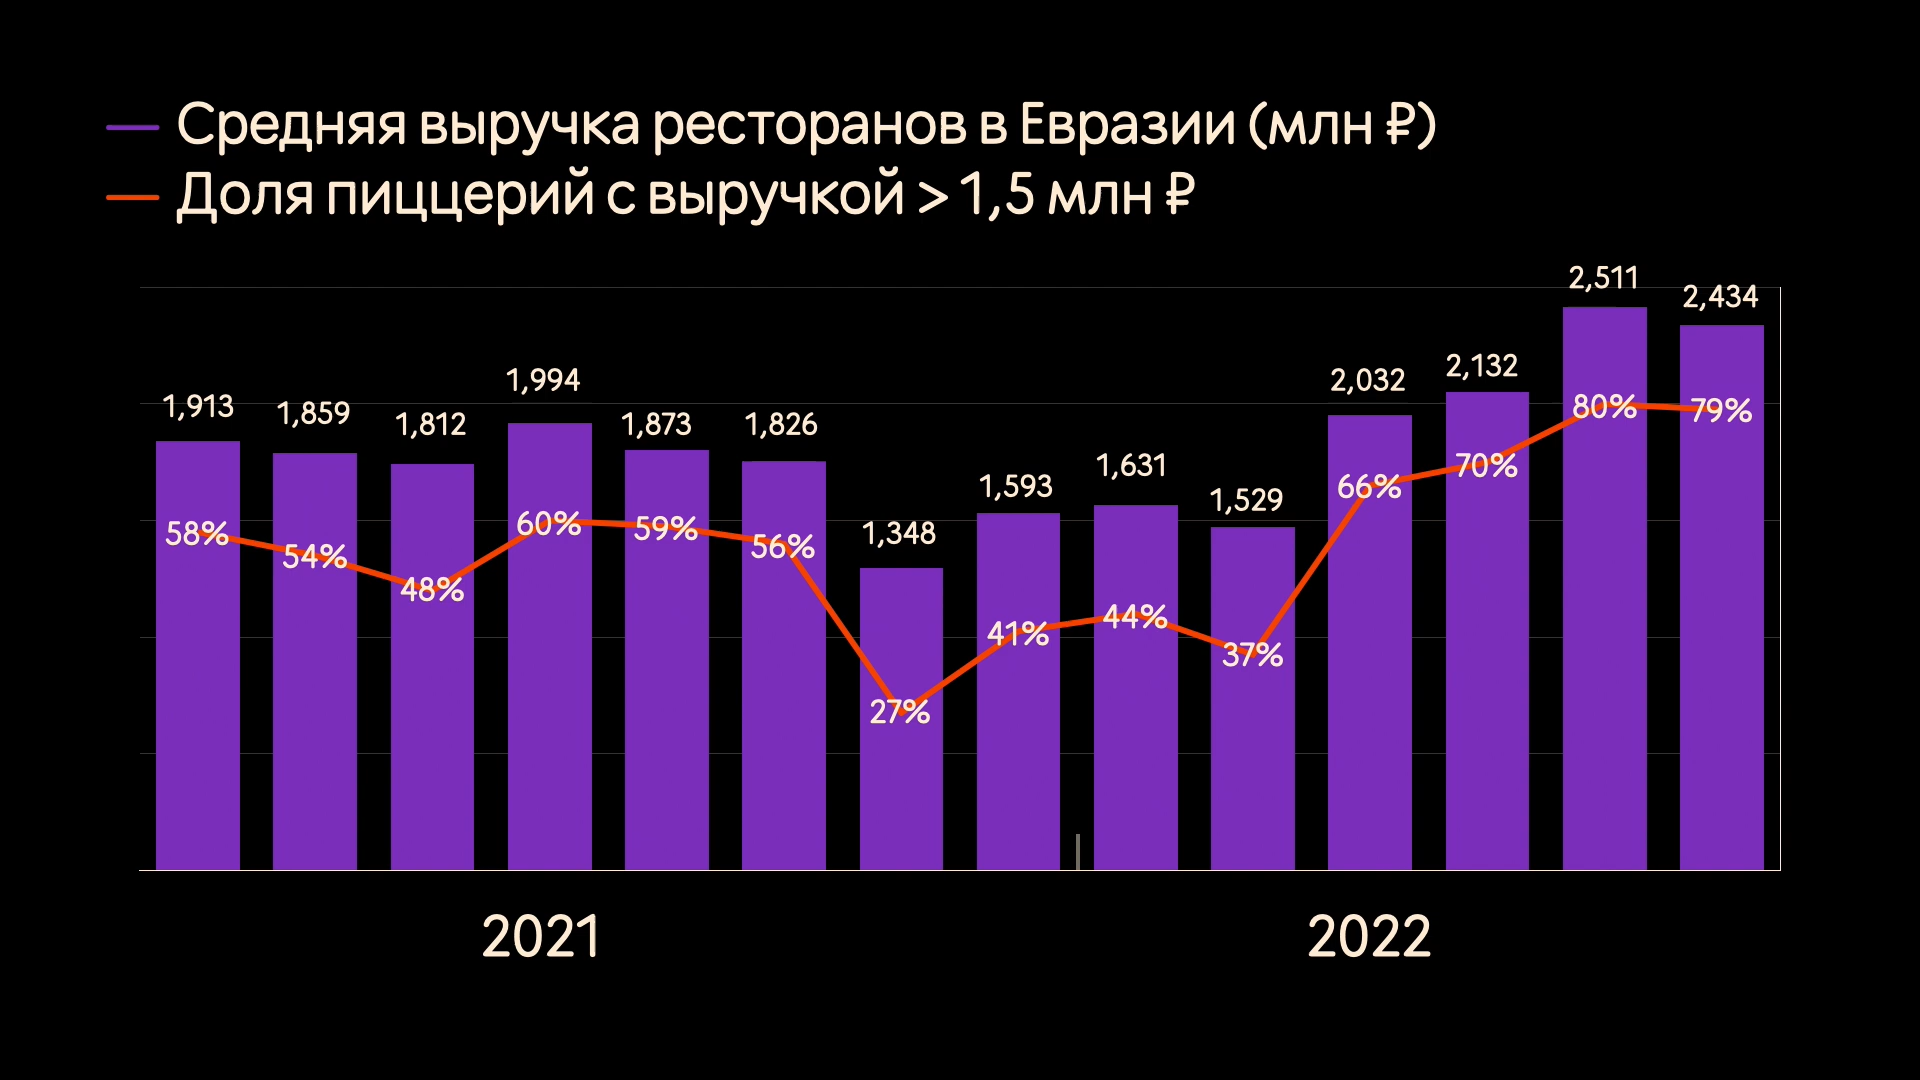 Средняя выручка ресторанов в Евразии (млн ₽)
Доля пиццерий с выручкой > 1,5 млн ₽
1,913 1,859 1,812 1,994 1,873 1,826 1,348 1,593 1,631 1,529 2,032 2,132 2,511 2,434
58% 54% 48% 60% 59% 56% 27% 41% 44% 37% 66% 70% 80% 79%
2021 2022